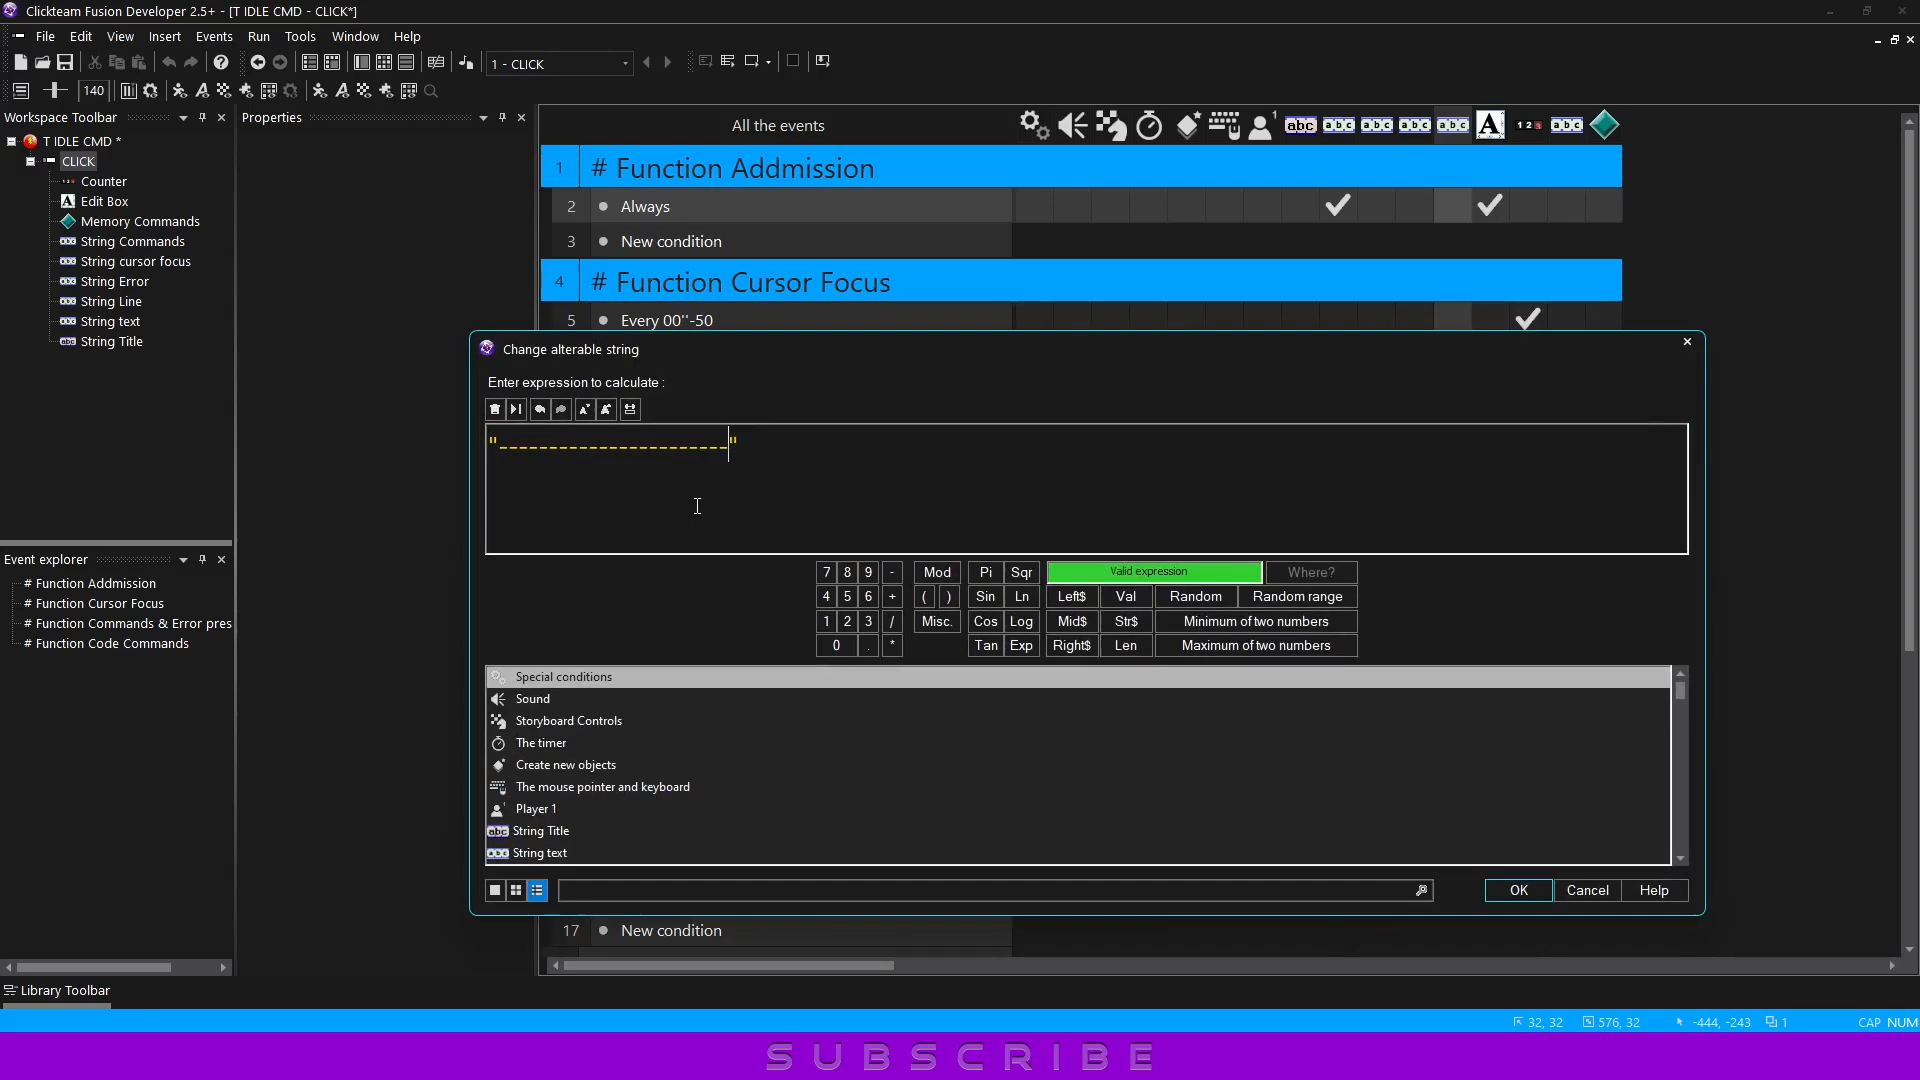 Clickteam Fusion Developer 2.5+ - [T IDLE CMD - CLICK*]
File Edit View Insert Events Run Tools Window Help
1 - CLICK
140
Workspace Toolbar
Properties
All the events
T IDLE CMD *
CLICK
Counter
Edit Box
Memory Commands
String Commands
String cursor focus
String Error
String Line
String text
String Title
1 # Function Addmission
2 Always
3 New condition
4 # Function Cursor Focus
5 Every 00''-50
Change alterable string
Enter expression to calculate :
"_______________________"
7 8 9 - Mod Pi Sqr Valid expression Where?
4 5 6 + ( ) Sin Ln Left$ Val Random Random range
1 2 3 / Misc. Cos Log Mid$ Str$ Minimum of two numbers
0 . * Tan Exp Right$ Len Maximum of two numbers
Special conditions
Sound
Storyboard Controls
The timer
Create new objects
The mouse pointer and keyboard
Player 1
String Title
String text
OK Cancel Help
17 New condition
Event explorer
# Function Addmission
# Function Cursor Focus
# Function Commands & Error pres
# Function Code Commands
Library Toolbar
32, 32 576, 32 -444, -243 1 CAP NUM
SUBSCRIBE